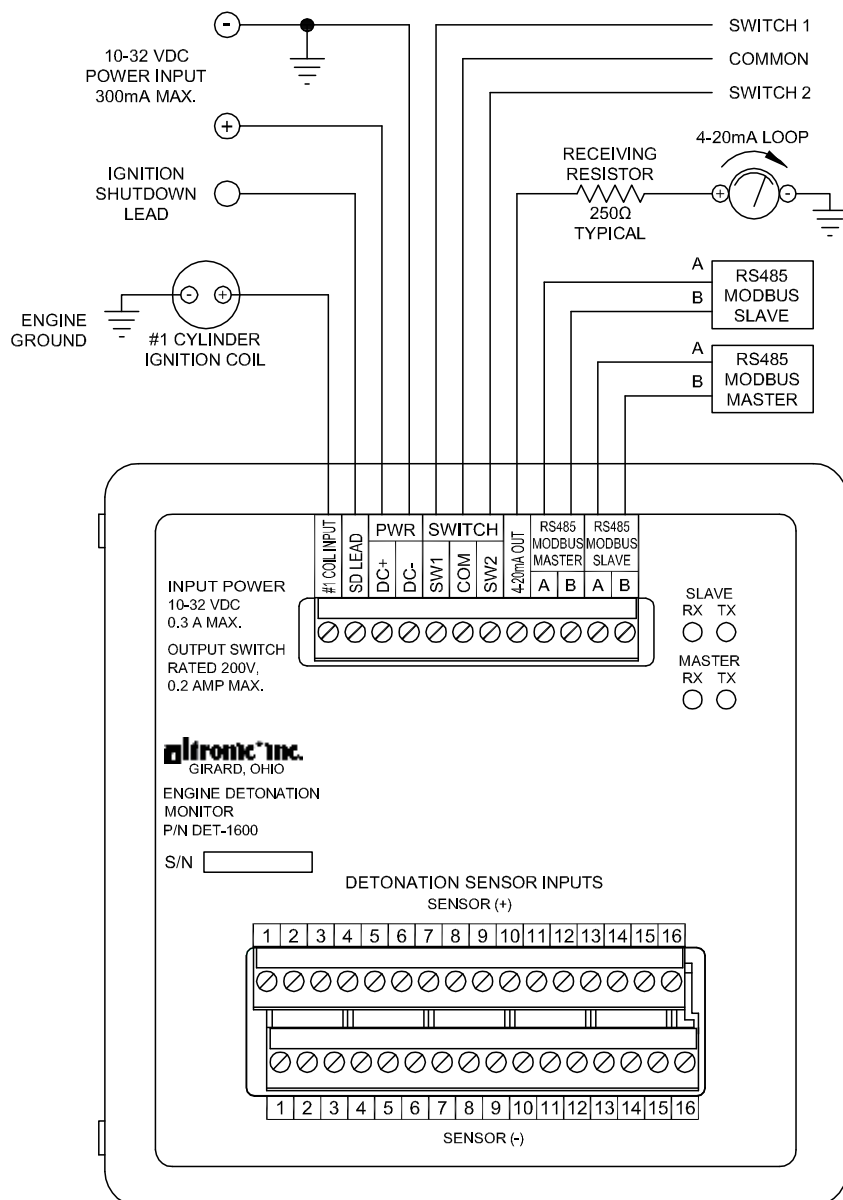 -
10-32 VDC
POWER INPUT
300mA MAX.
+
IGNITION
SHUTDOWN
LEAD
ENGINE
GROUND
- +
#1 CYLINDER
IGNITION COIL
SWITCH 1
COMMON
SWITCH 2
4-20mA LOOP
RECEIVING
RESISTOR
250Ω
TYPICAL
+ -
A
B
RS485
MODBUS
SLAVE
A
B
RS485
MODBUS
MASTER
#1 COIL INPUT
SD LEAD
PWR
DC+
DC-
SWITCH
SW1
COM
SW2
4-20mA OUT
RS485
MODBUS
MASTER
A B
RS485
MODBUS
SLAVE
A B
INPUT POWER
10-32 VDC
0.3 A MAX.
OUTPUT SWITCH
RATED 200V,
0.2 AMP MAX.
SLAVE
RX TX
MASTER
RX TX
altronic inc.
GIRARD, OHIO
ENGINE DETONATION
MONITOR
P/N DET-1600
S/N
DETONATION SENSOR INPUTS
SENSOR (+)
1 2 3 4 5 6 7 8 9 10 11 12 13 14 15 16
1 2 3 4 5 6 7 8 9 10 11 12 13 14 15 16
SENSOR (-)